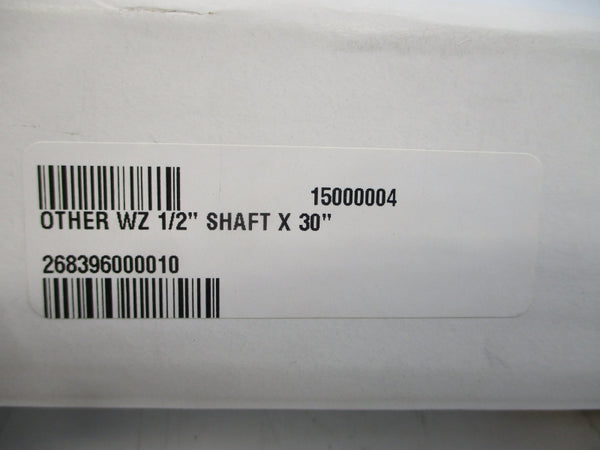 15000004
OTHER WZ 1/2" SHAFT X 30"
268396000010